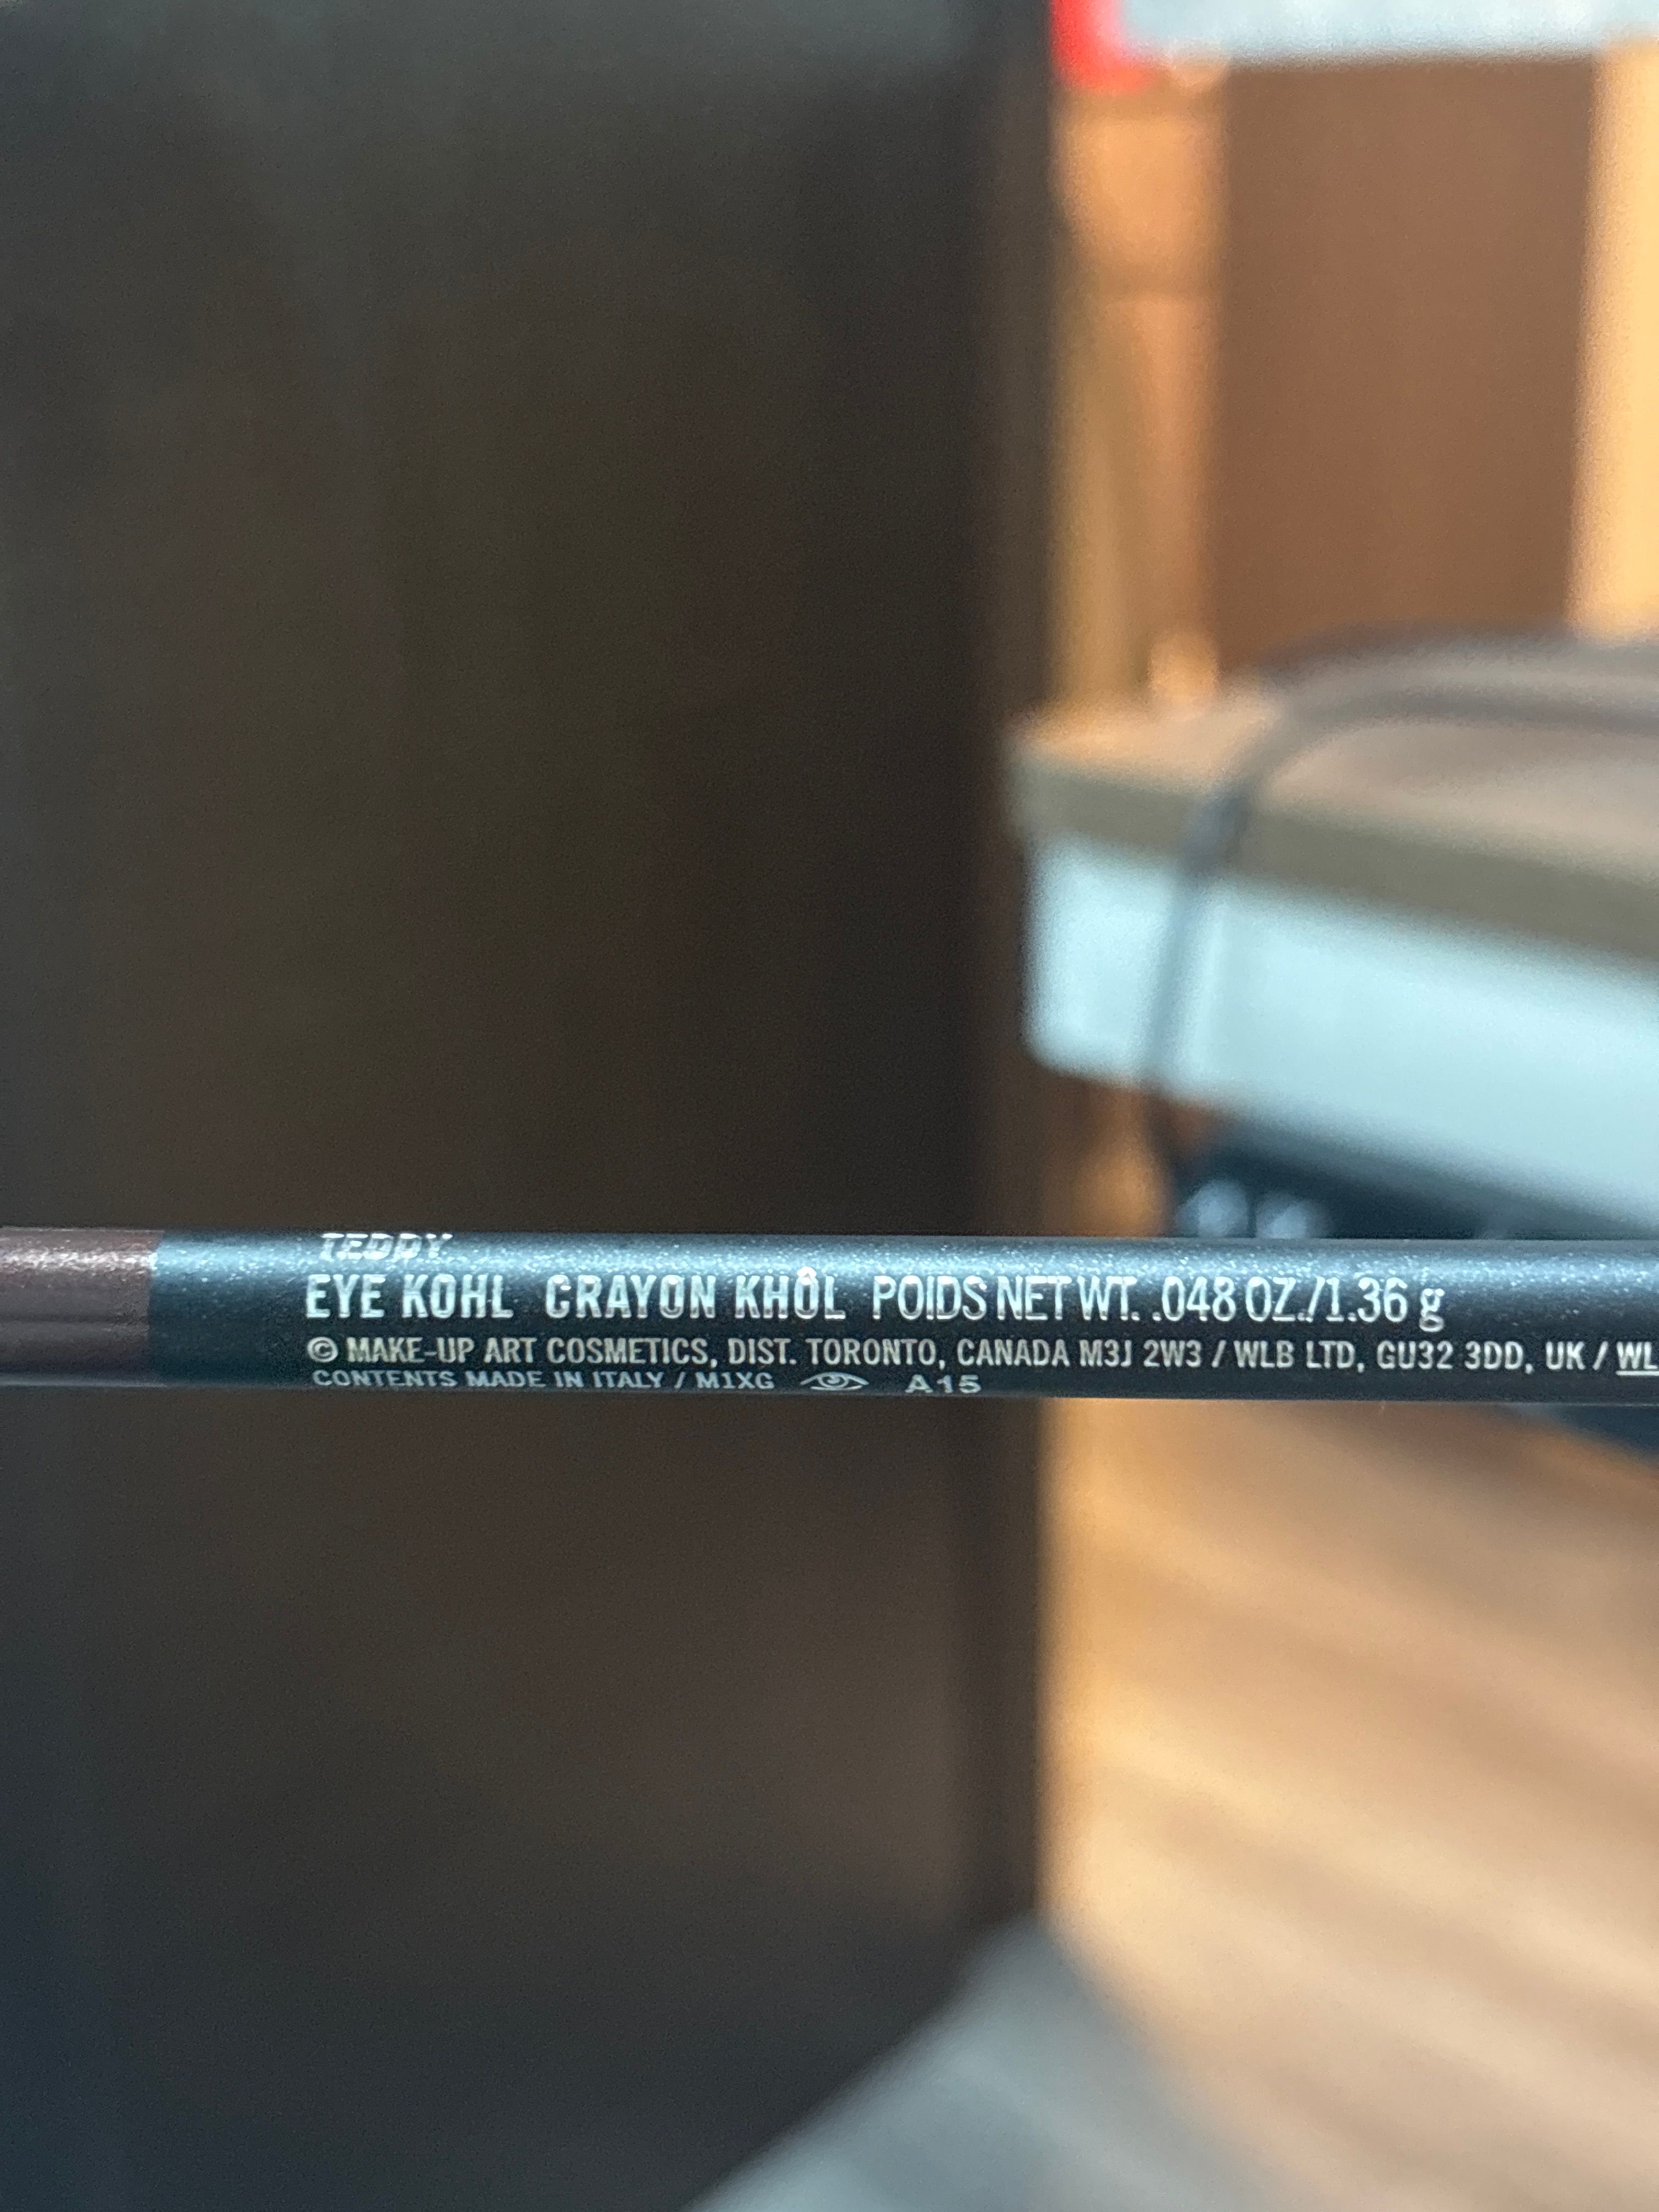 TEDDY
EYE KOHL CRAYON KHÔL POIDS NET WT. .048 OZ./1.36 g
© MAKE-UP ART COSMETICS, DIST. TORONTO, CANADA M3J 2W3 / WLB LTD, GU32 3DD, UK / WL
CONTENTS MADE IN ITALY / M1XG A15